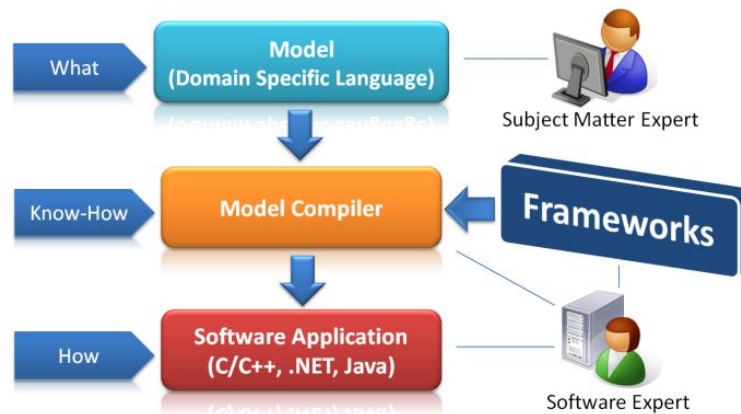 What
Model
(Domain Specific Language)
Subject Matter Expert
Know-How
Model Compiler
Frameworks
How
Software Application
(C/C++, .NET, Java)
Software Expert